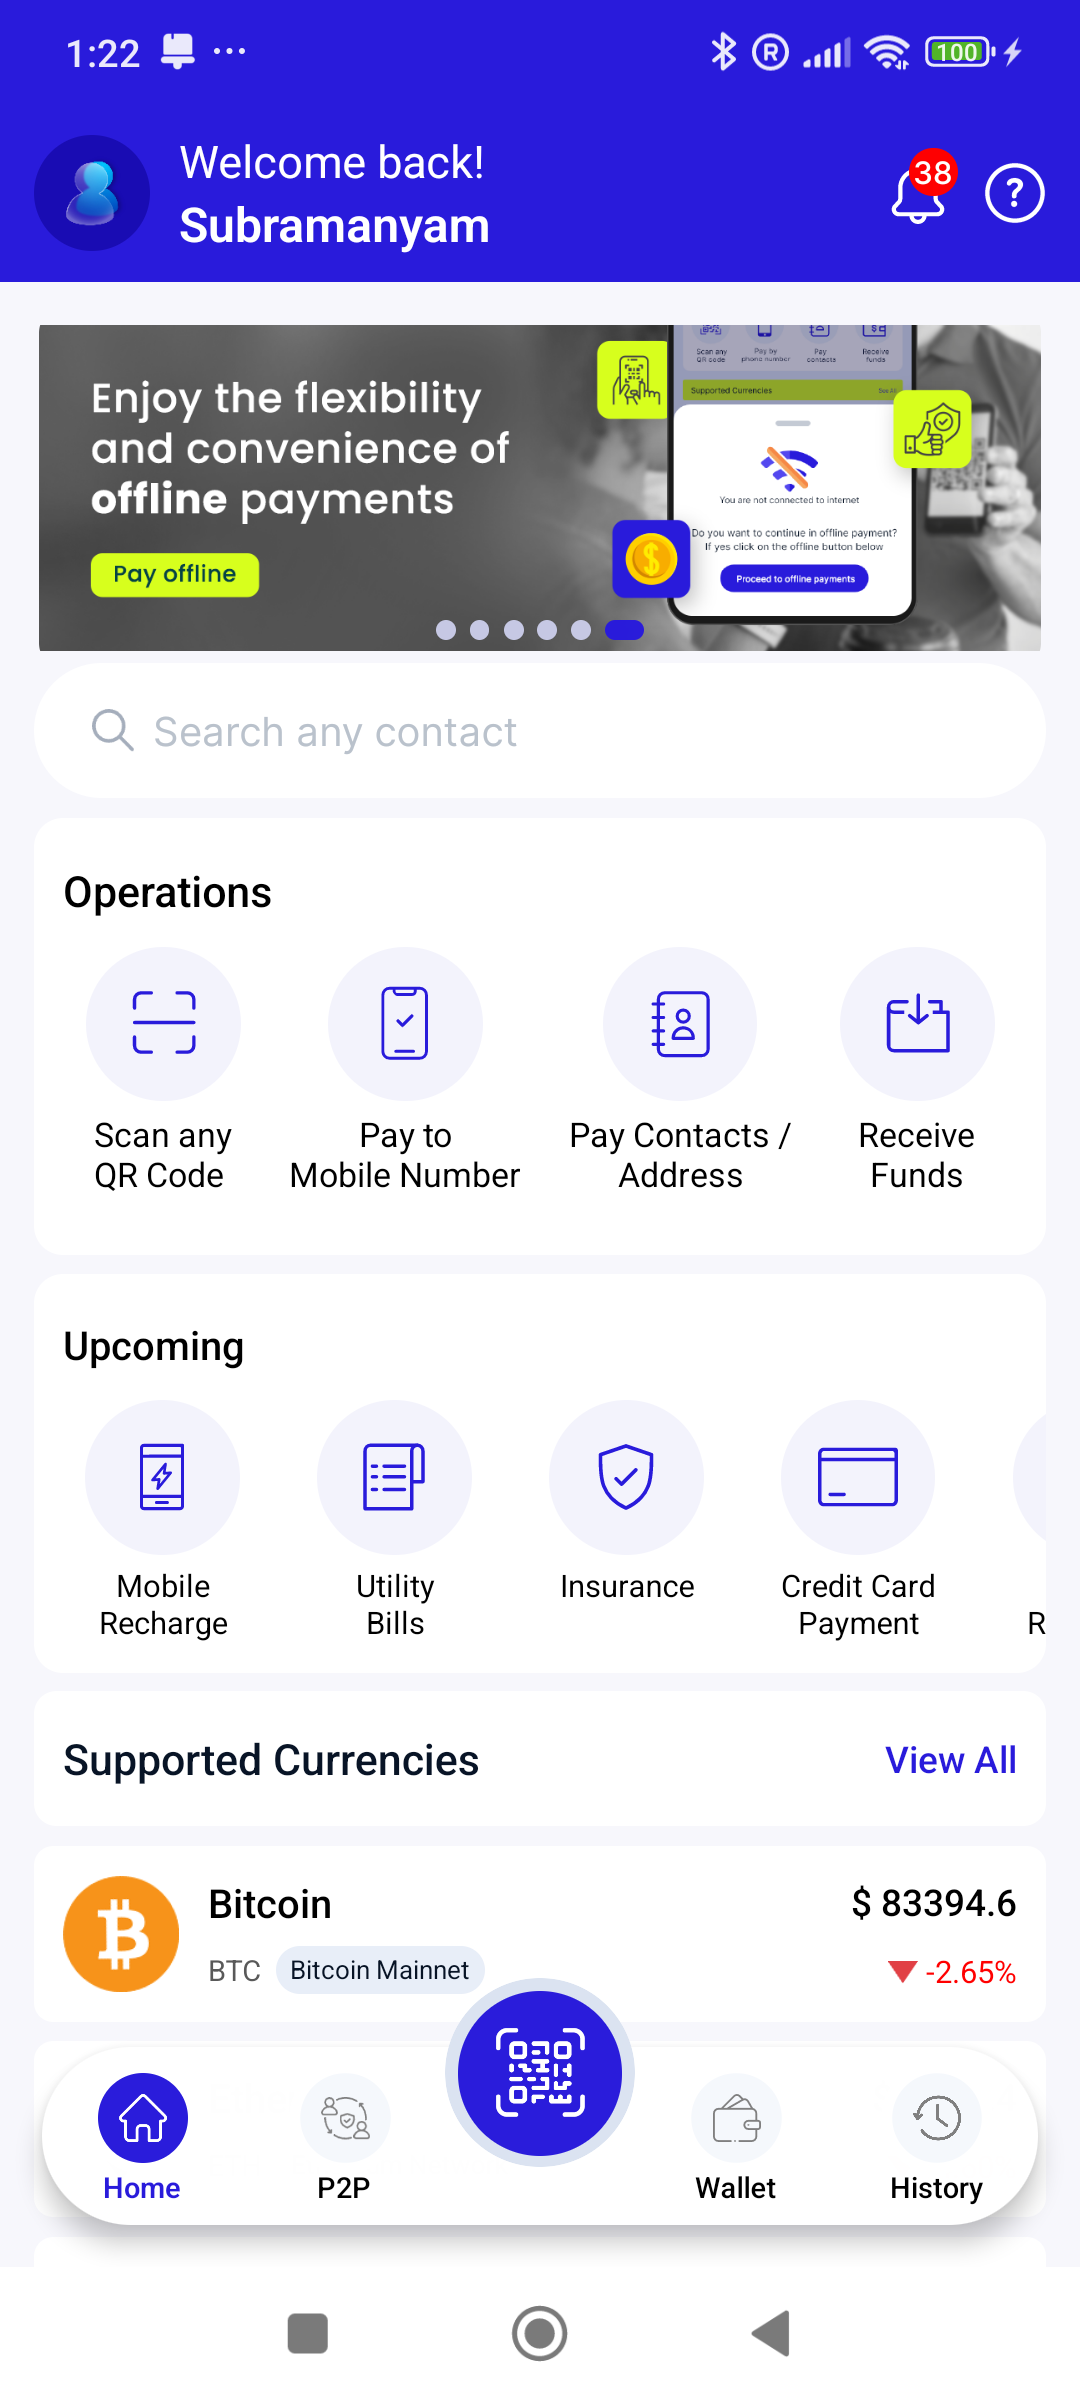 1:22
100
Welcome back!
Subramanyam
38
Enjoy the flexibility
and convenience of
offline payments
Pay offline
Scan any
QR code
Pay by
phone number
Pay
contacts
Receive
funds
Supported Currencies
See All
You are not connected to internet
Do you want to continue in offline payment?
If yes click on the offline button below
Proceed to offline payments
Search any contact
Operations
Scan any
QR Code
Pay to
Mobile Number
Pay Contacts /
Address
Receive
Funds
Upcoming
Mobile
Recharge
Utility
Bills
Insurance
Credit Card
Payment
R
Supported Currencies
View All
Bitcoin
$ 83394.6
BTC
Bitcoin Mainnet
-2.65%
Home
P2P
Wallet
History